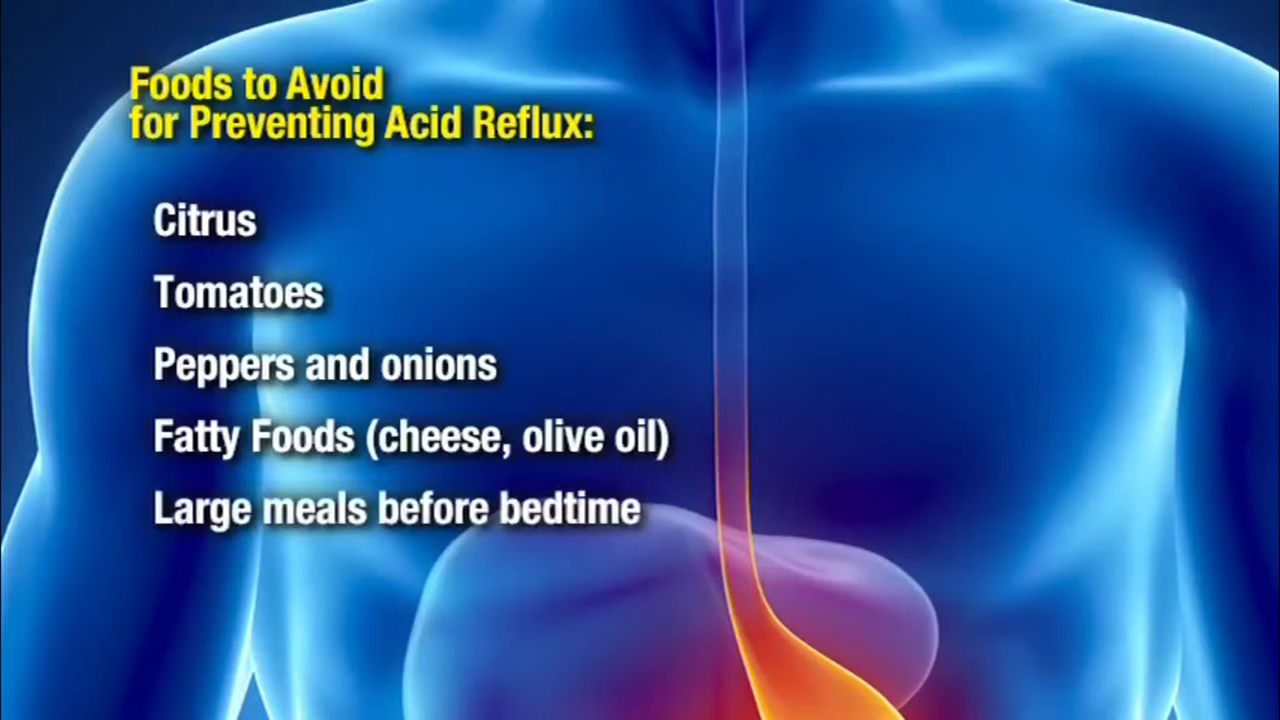 Foods to Avoid
for Preventing Acid Reflux:
Citrus
Tomatoes
Peppers and onions
Fatty Foods (cheese, olive oil)
Large meals before bedtime